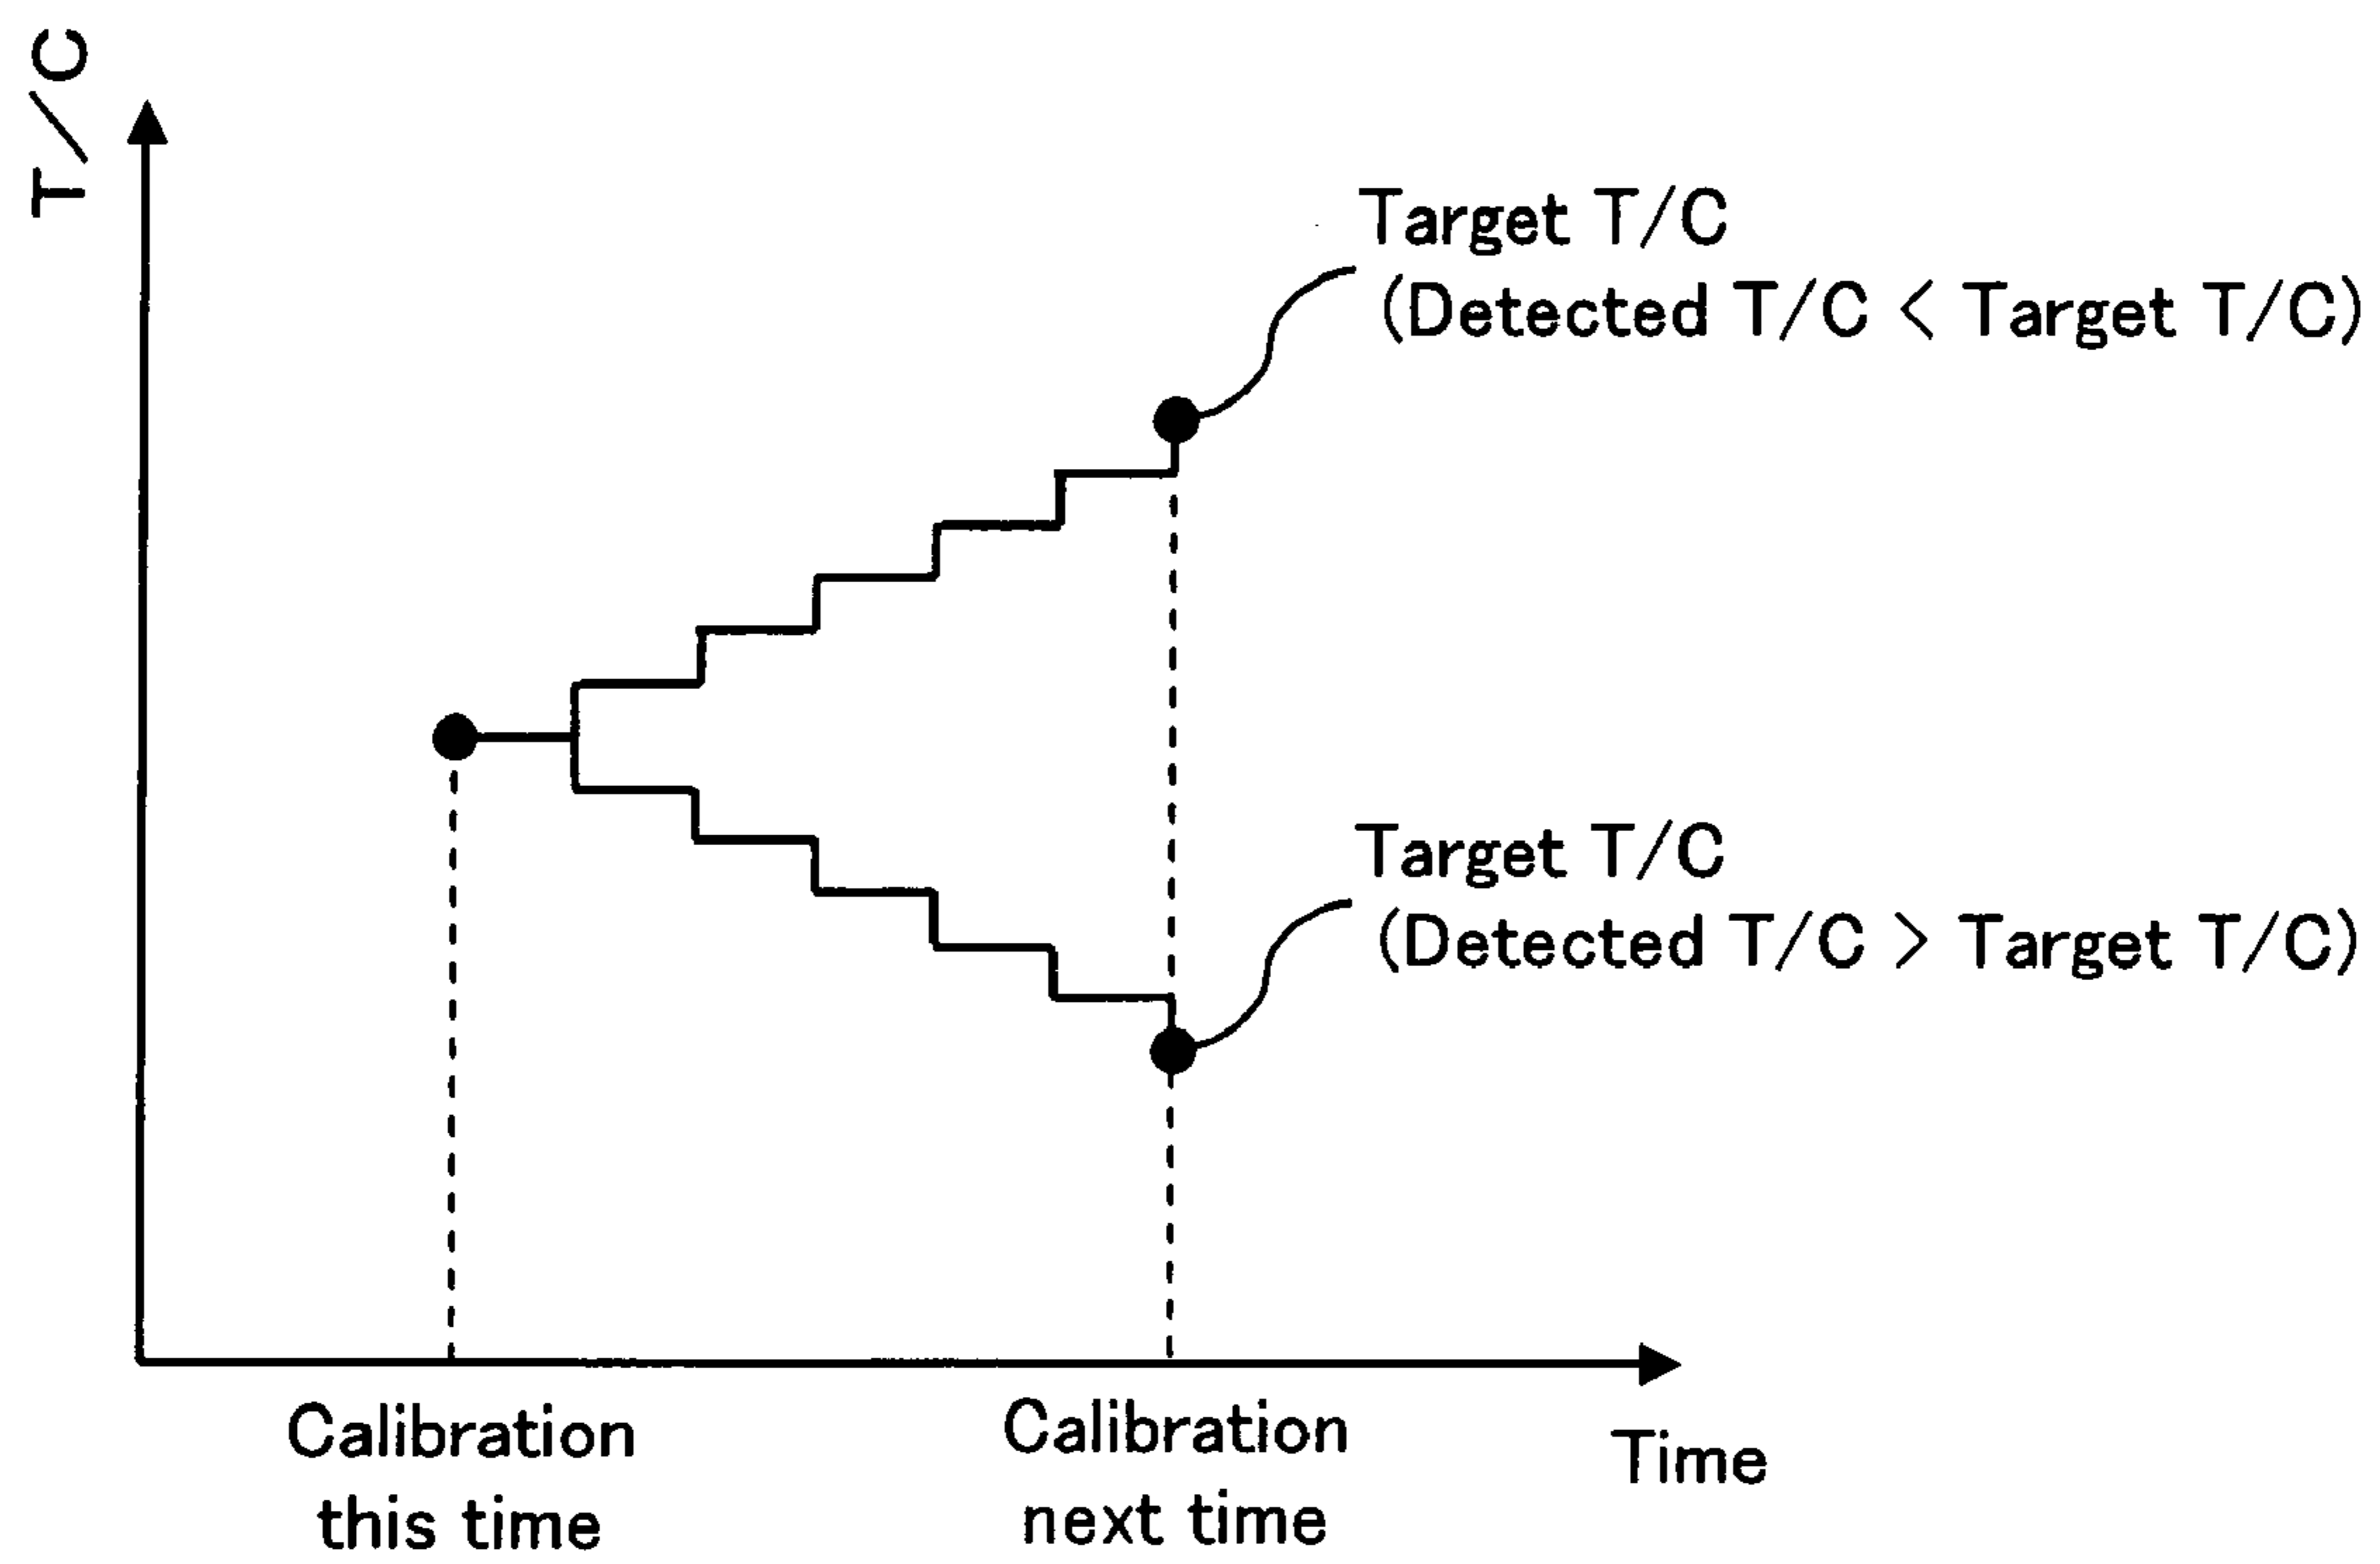 T/C
Target T/C
(Detected T/C < Target T/C)
Target T/C
(Detected T/C > Target T/C)
Calibration
this time
Calibration
next time
Time